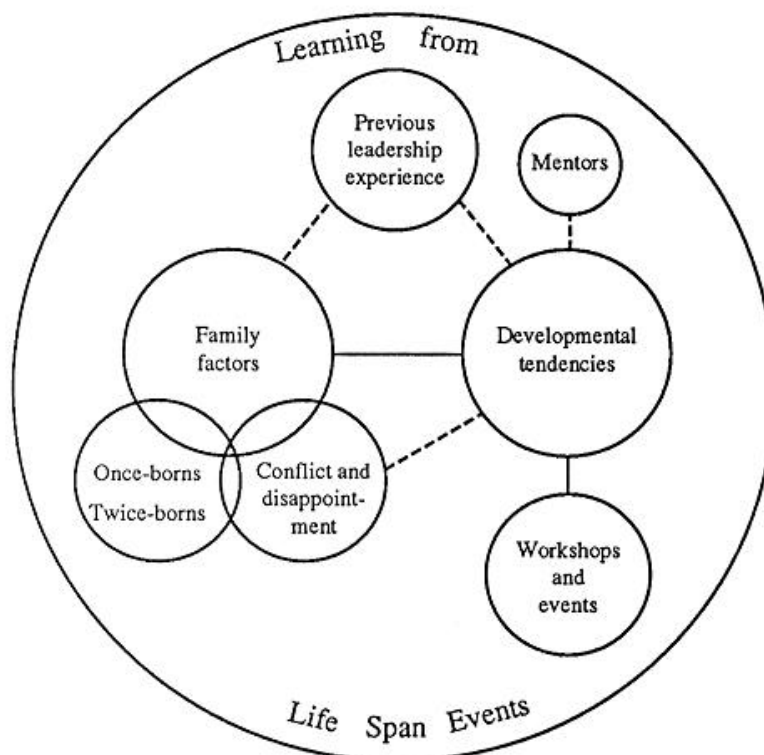 Learning from
Previous
leadership
experience
Mentors
Family
factors
Developmental
tendencies
Once-borns
Twice-borns
Conflict and
disappoint-
ment
Workshops
and
events
Life Span Events